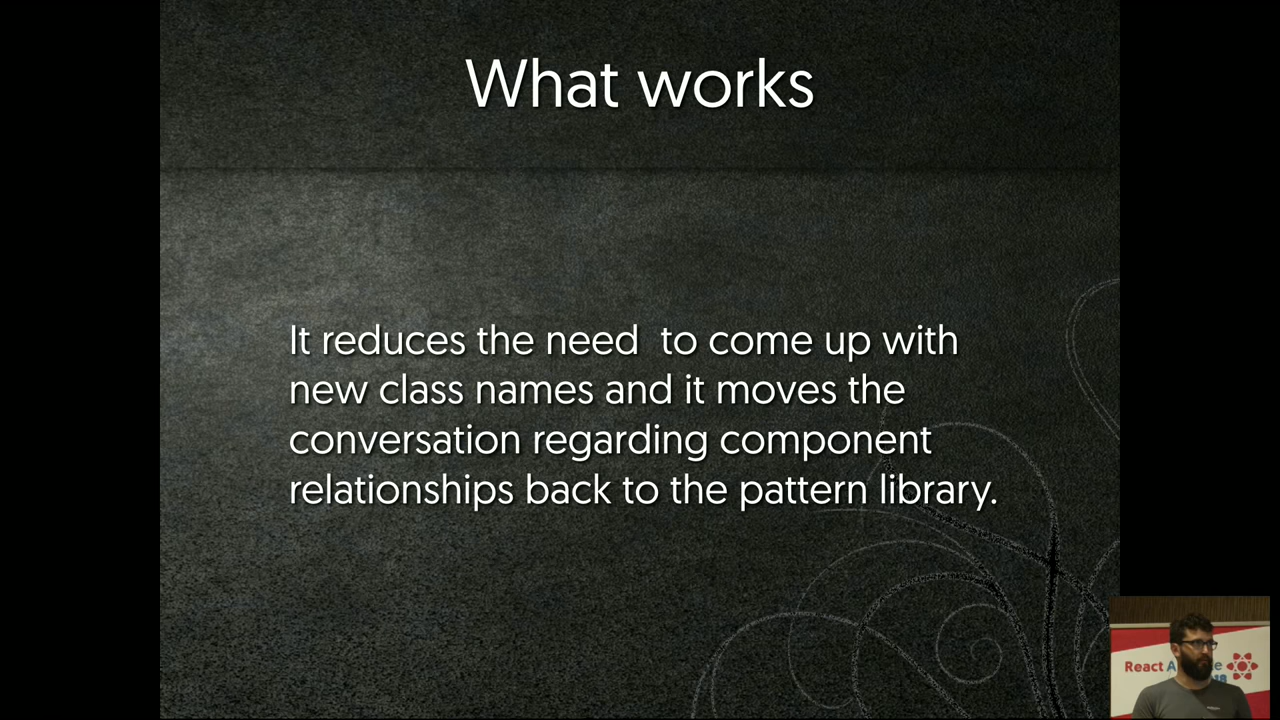 What works
It reduces the need  to come up with
new class names and it moves the
conversation regarding component
relationships back to the pattern library.
React